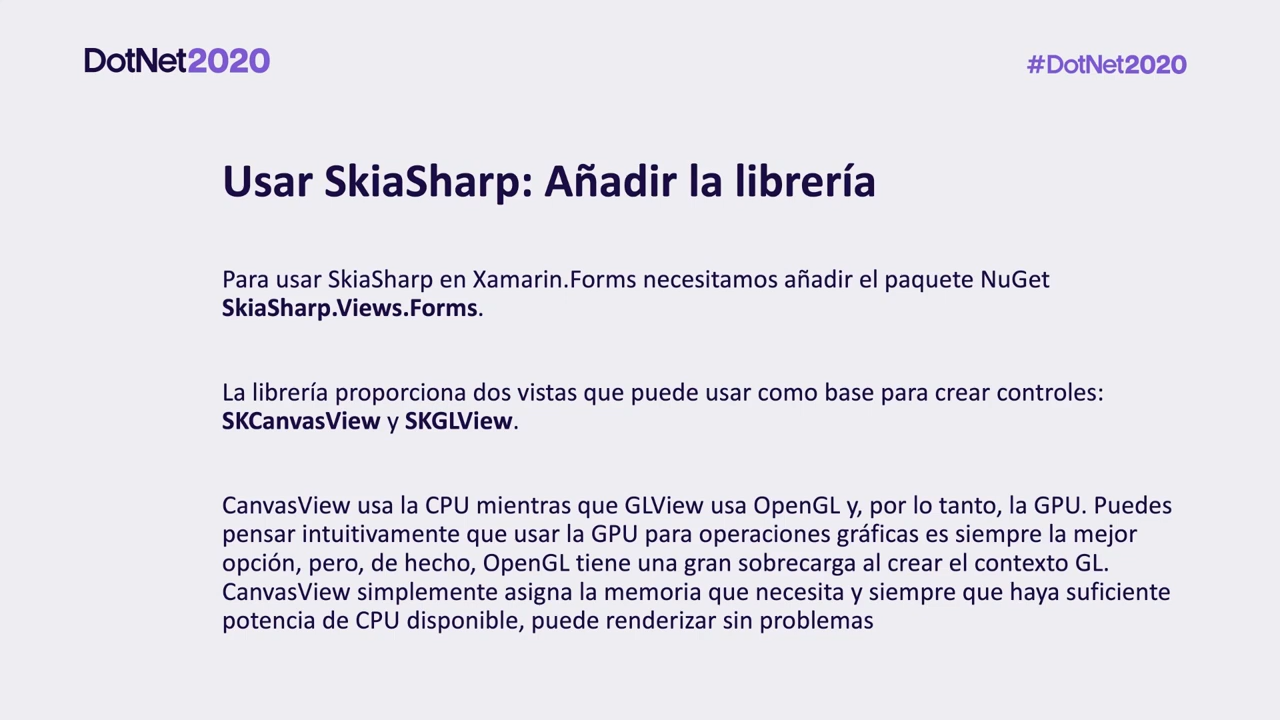 DotNet2020
#DotNet2020
Usar SkiaSharp: Añadir la librería
Para usar SkiaSharp en Xamarin.Forms necesitamos añadir el paquete NuGet
SkiaSharp.Views.Forms.
La librería proporciona dos vistas que puede usar como base para crear controles:
SKCanvasView y SKGLView.
CanvasView usa la CPU mientras que GLView usa OpenGL y, por lo tanto, la GPU. Puedes
pensar intuitivamente que usar la GPU para operaciones gráficas es siempre la mejor
opción, pero, de hecho, OpenGL tiene una gran sobrecarga al crear el contexto GL.
CanvasView simplemente asigna la memoria que necesita y siempre que haya suficiente
potencia de CPU disponible, puede renderizar sin problemas